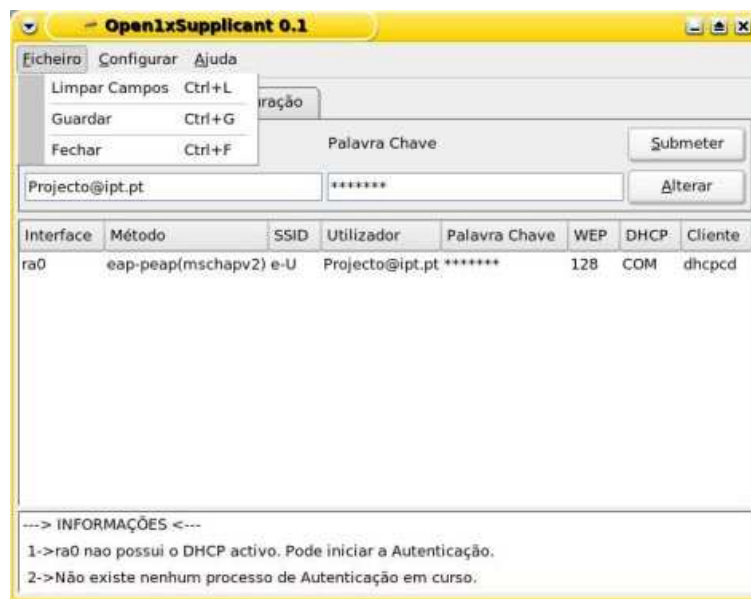 Open1xSupplicant 0.1
Ficheiro Configurar Ajuda
Limpar Campos Ctrl+L
Guardar Ctrl+G
Fechar Ctrl+F
Palavra Chave
Submeter
Projecto@ipt.pt ******* Alterar
Interface Método SSID Utilizador Palavra Chave WEP DHCP Cliente
ra0 eap-peap(mschapv2) e-U Projecto@ipt.pt ******* 128 COM dhcpcd
---> INFORMAÇÕES <---
1->ra0 nao possui o DHCP activo. Pode iniciar a Autenticação.
2->Não existe nenhum processo de Autenticação em curso.